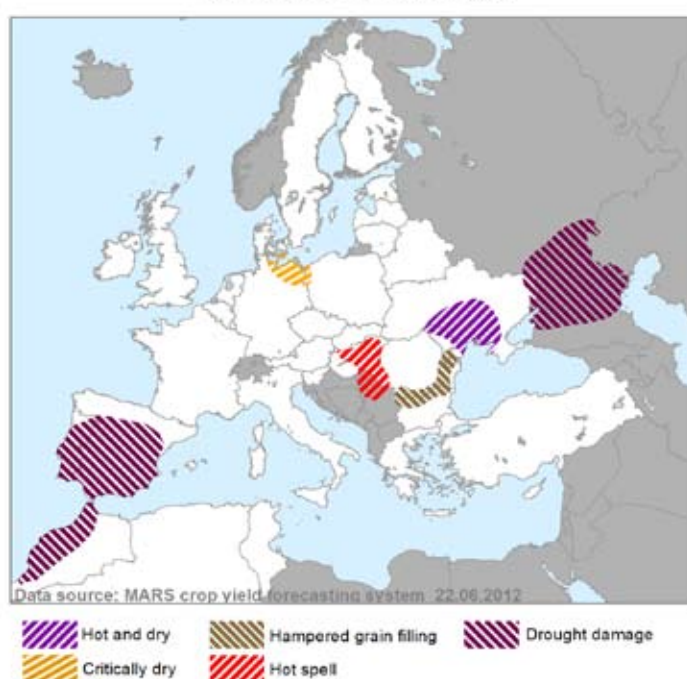 Data source: MARS crop yield forecasting system 22.06.2012
Hot and dry
Hampered grain filling
Drought damage
Critically dry
Hot spell